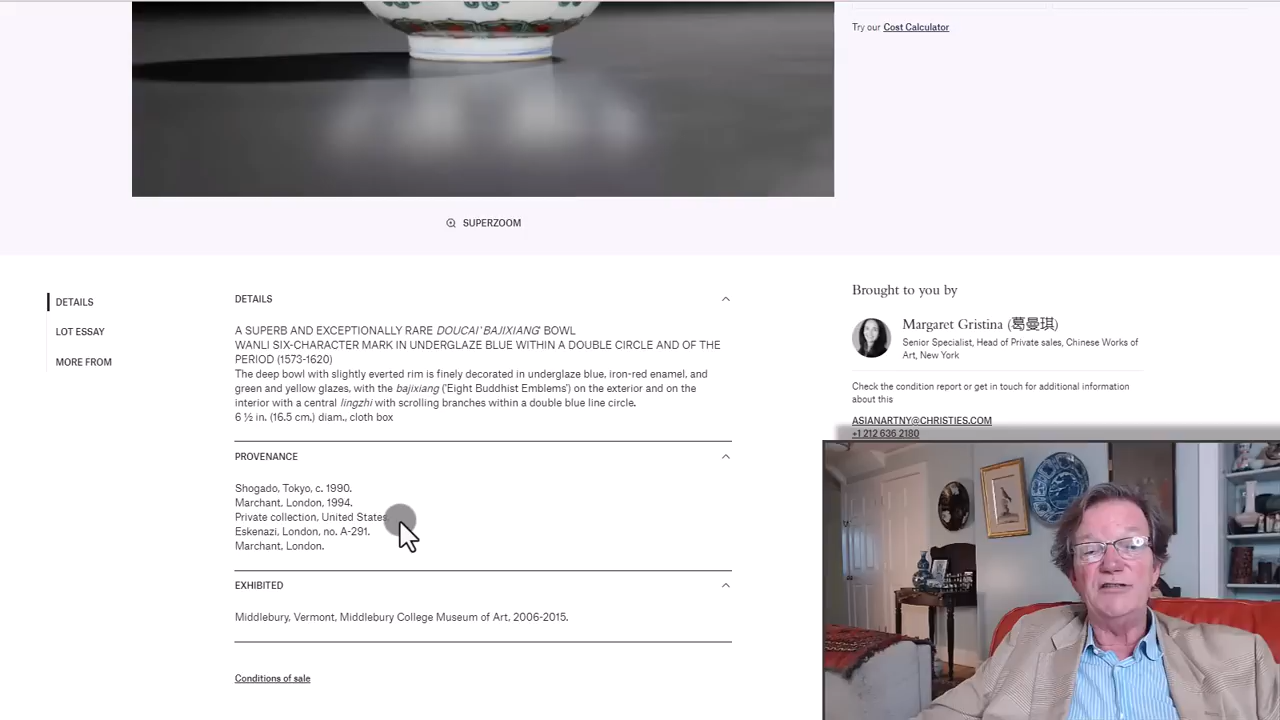 Try our Cost Calculator
SUPERZOOM
DETAILS
LOT ESSAY
MORE FROM
DETAILS
A SUPERB AND EXCEPTIONALLY RARE DOUCAI 'BAJIXIANG' BOWL
WANLI SIX-CHARACTER MARK IN UNDERGLAZE BLUE WITHIN A DOUBLE CIRCLE AND OF THE
PERIOD (1573-1620)
The deep bowl with slightly everted rim is finely decorated in underglaze blue, iron-red enamel, and
green and yellow glazes, with the bajixiang ('Eight Buddhist Emblems') on the exterior and on the
interior with a central lingzhi with scrolling branches within a double blue line circle.
6 ½ in. (16.5 cm.) diam., cloth box
PROVENANCE
Shogado, Tokyo, c. 1990.
Marchant, London, 1994.
Private collection, United States.
Eskenazi, London, no. A-291.
Marchant, London.
EXHIBITED
Middlebury, Vermont, Middlebury College Museum of Art, 2006-2015.
Conditions of sale
Brought to you by
Margaret Gristina (葛曼琪)
Senior Specialist, Head of Private sales, Chinese Works of
Art, New York
Check the condition report or get in touch for additional information
about this
ASIANARTNY@CHRISTIES.COM
+1 212 636 2180